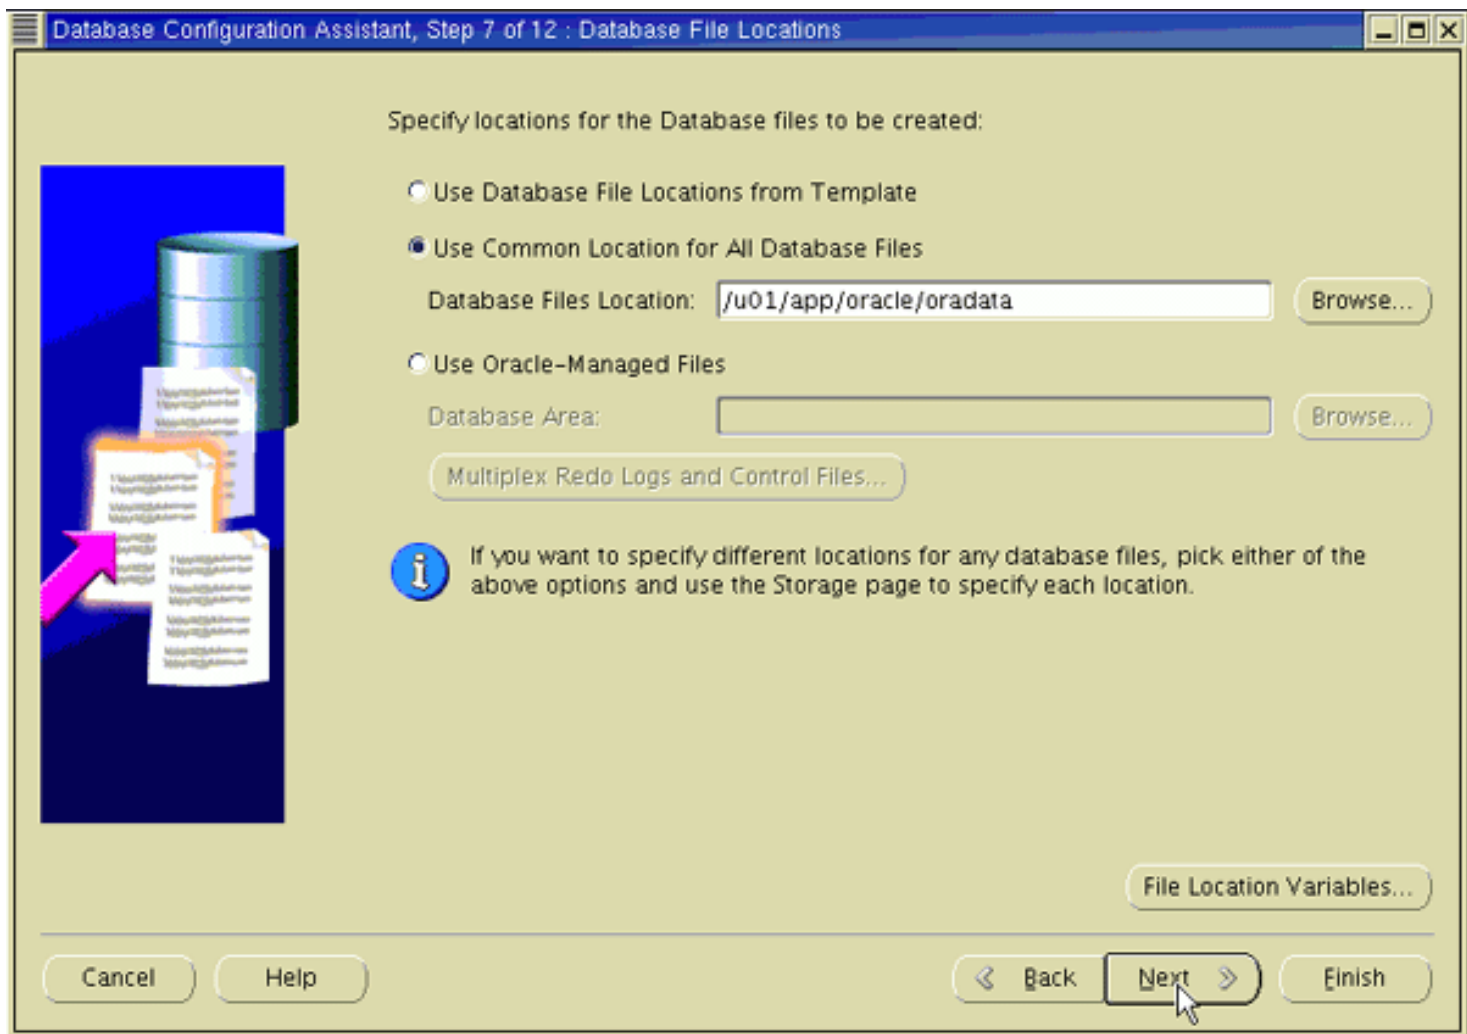 Database Configuration Assistant, Step 7 of 12 : Database File Locations
Specify locations for the Database files to be created:
Use Database File Locations from Template
Use Common Location for All Database Files
Database Files Location: /u01/app/oracle/oradata Browse...
Use Oracle-Managed Files
Database Area: Browse...
Multiplex Redo Logs and Control Files...
If you want to specify different locations for any database files, pick either of the
above options and use the Storage page to specify each location.
File Location Variables...
Cancel Help Back Next Finish